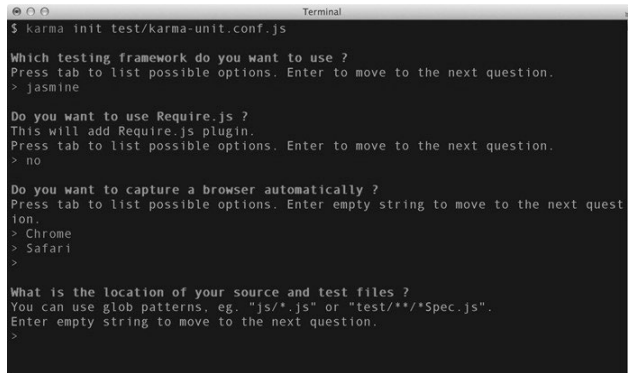 Terminal
$ karma init test/karma-unit.conf.js
Which testing framework do you want to use ?
Press tab to list possible options. Enter to move to the next question.
> jasmine
Do you want to use Require.js ?
This will add Require.js plugin.
Press tab to list possible options. Enter to move to the next question.
> no
Do you want to capture a browser automatically ?
Press tab to list possible options. Enter empty string to move to the next quest
ion.
> Chrome
> Safari
>
What is the location of your source and test files ?
You can use glob patterns, eg. "js/*.js" or "test/**/*Spec.js".
Enter empty string to move to the next question.
>